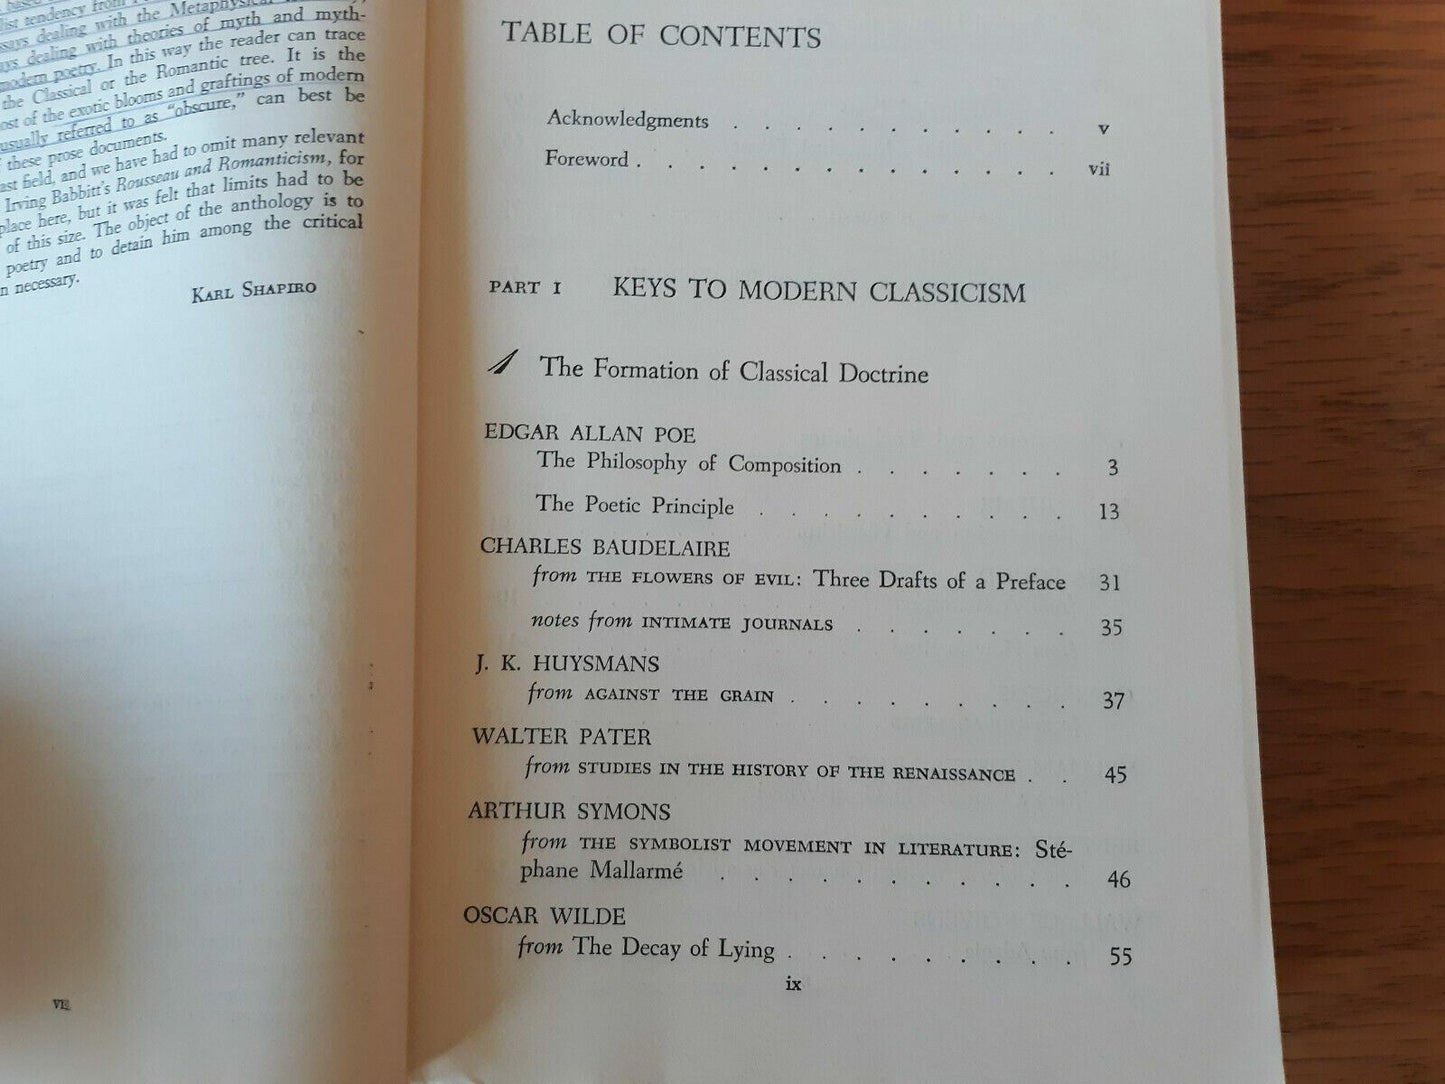 list tendency from
says dealing with the Metaphysical
ys dealing with theories of myth and myth-
modern poetry. In this way the reader can trace
the Classical or the Romantic tree. It is the
ost of the exotic blooms and graftings of modern
usually referred to as “obscure,” can best be
these prose documents.
ast field, and we have had to omit many relevant
Irving Babbitt's Rousseau and Romanticism, for
place here, but it was felt that limits had to be
of this size. The object of the anthology is to
poetry and to detain him among the critical
n necessary.
Karl Shapiro
TABLE OF CONTENTS
Acknowledgments . . . . . . . . . . . . v
Foreword . . . . . . . . . . . . . . vii
PART I KEYS TO MODERN CLASSICISM
The Formation of Classical Doctrine
EDGAR ALLAN POE
The Philosophy of Composition . . . . . . . 3
The Poetic Principle . . . . . . . . . . 13
CHARLES BAUDELAIRE
from THE FLOWERS OF EVIL: Three Drafts of a Preface 31
notes from INTIMATE JOURNALS . . . . . . . 35
J. K. HUYSMANS
from AGAINST THE GRAIN . . . . . . . . . 37
WALTER PATER
from STUDIES IN THE HISTORY OF THE RENAISSANCE . . 45
ARTHUR SYMONS
from THE SYMBOLIST MOVEMENT IN LITERATURE: Sté-
phane Mallarmé . . . . . . . . . . . 46
OSCAR WILDE
from The Decay of Lying . . . . . . . . . 55
ix